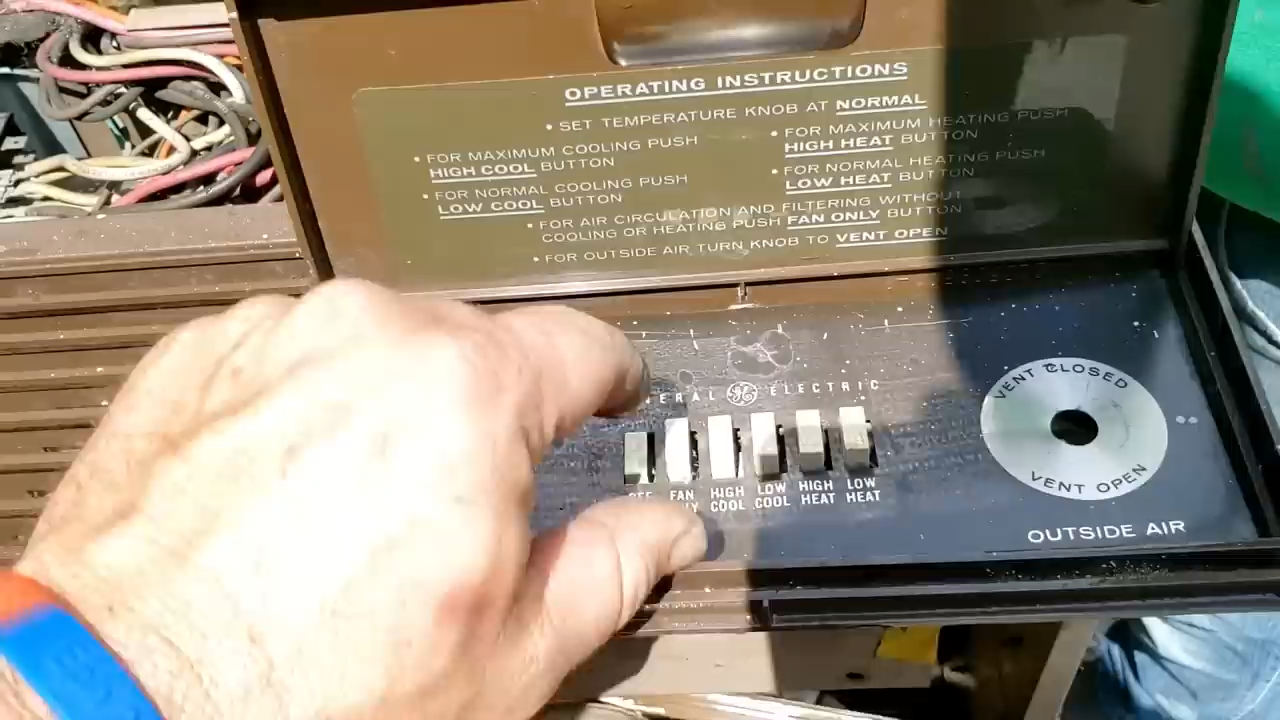 OPERATING INSTRUCTIONS
• SET TEMPERATURE KNOB AT NORMAL
• FOR MAXIMUM COOLING PUSH
HIGH COOL BUTTON
• FOR NORMAL COOLING PUSH
LOW COOL BUTTON
• FOR MAXIMUM HEATING PUSH
HIGH HEAT BUTTON
• FOR NORMAL HEATING PUSH
LOW HEAT BUTTON
• FOR AIR CIRCULATION AND FILTERING WITHOUT
COOLING OR HEATING PUSH FAN ONLY BUTTON
• FOR OUTSIDE AIR TURN KNOB TO VENT OPEN
GE ELECTRIC
FAN
HIGH
COOL
LOW
COOL
HIGH
HEAT
LOW
HEAT
VENT CLOSED
VENT OPEN
OUTSIDE AIR